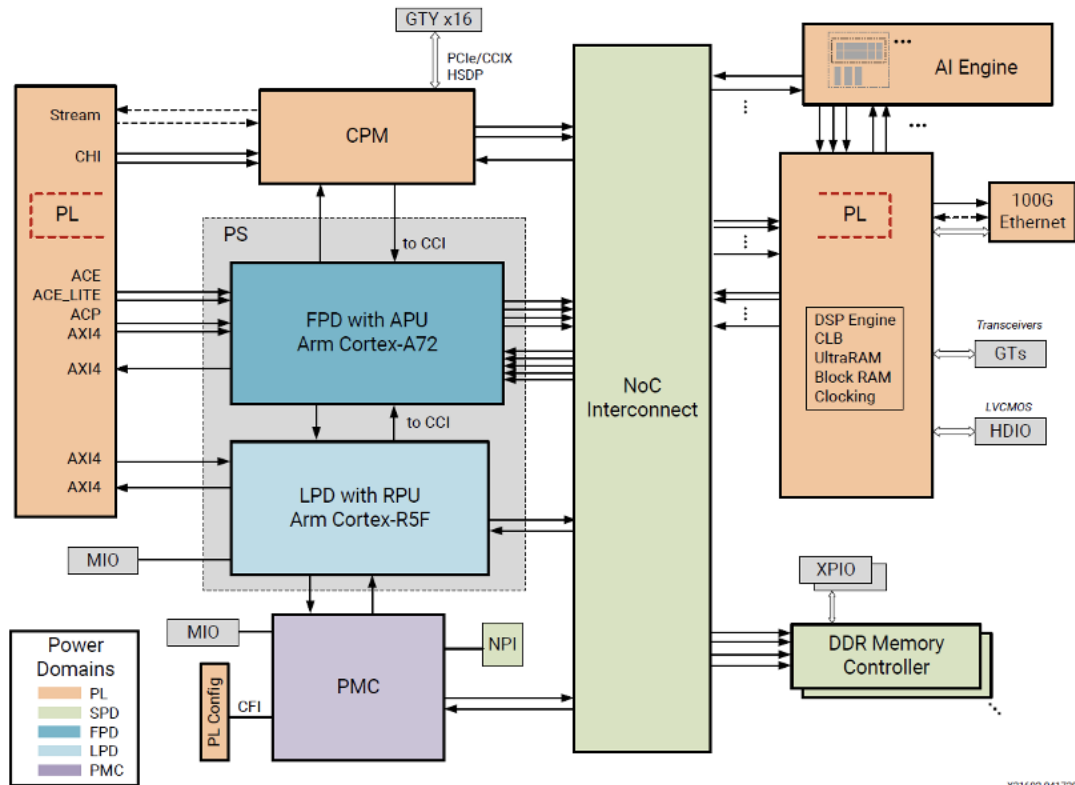 GTY x16
PCIe/CCIX
HSDP
AI Engine
Stream
CHI
PL
CPM
PS
to CCI
ACE
ACE_LITE
ACP
AXI4
AXI4
FPD with APU
Arm Cortex-A72
to CCI
AXI4
AXI4
LPD with RPU
Arm Cortex-R5F
MIO
NoC
Interconnect
PL
100G
Ethernet
DSP Engine
CLB
UltraRAM
Block RAM
Clocking
Transceivers
GTs
LVCMOS
HDIO
XPIO
DDR Memory
Controller
MIO
NPI
PMC
PL Config
CFI
Power
Domains
PL
SPD
FPD
LPD
PMC